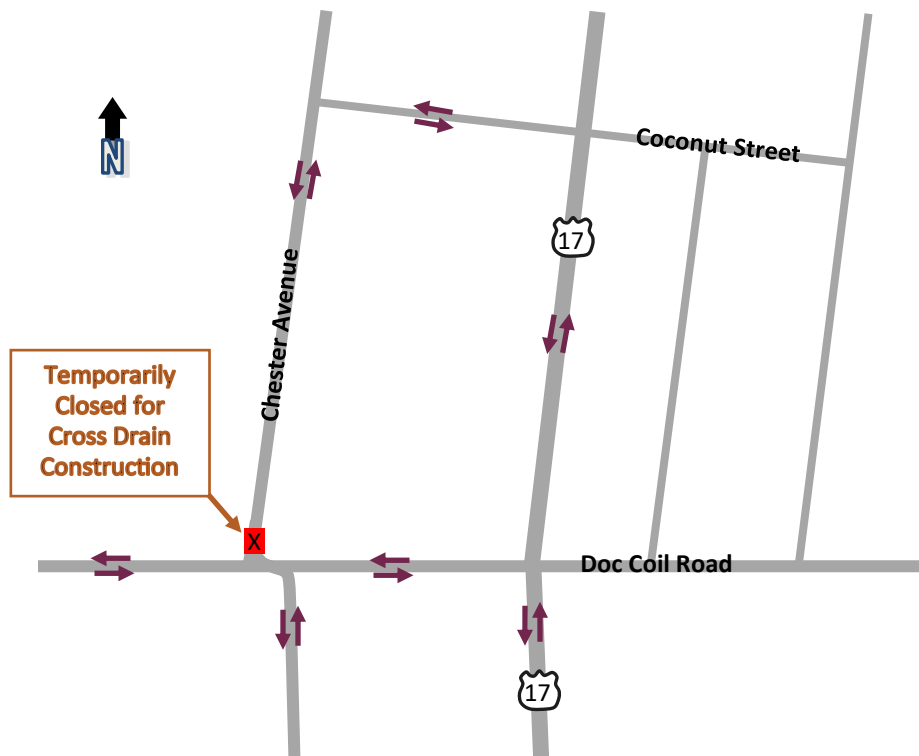 Coconut Street
N
17
Chester Avenue
Temporarily
Closed for
Cross Drain
Construction
X
Doc Coil Road
17